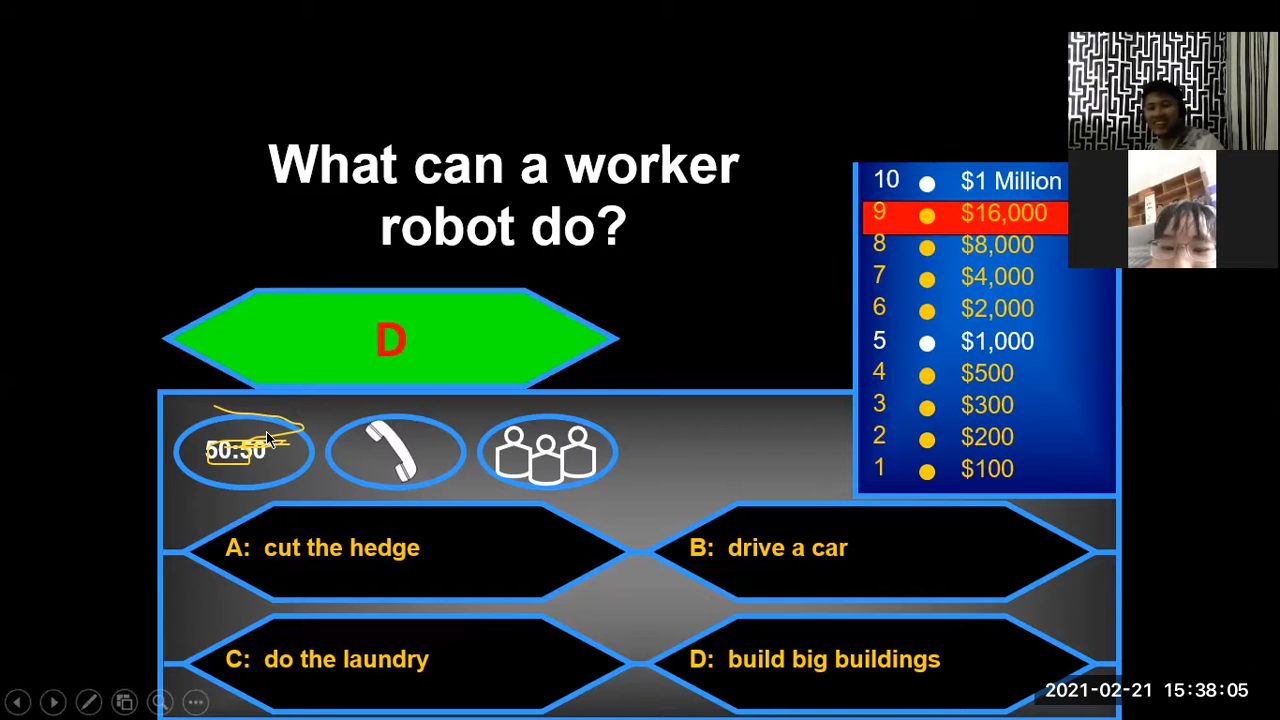 What can a worker
robot do?
D
50:50
10 $1 Million
9 $16,000
8 $8,000
7 $4,000
6 $2,000
5 $1,000
4 $500
3 $300
2 $200
1 $100
A: cut the hedge
B: drive a car
C: do the laundry
D: build big buildings
2021-02-21 15:38:05